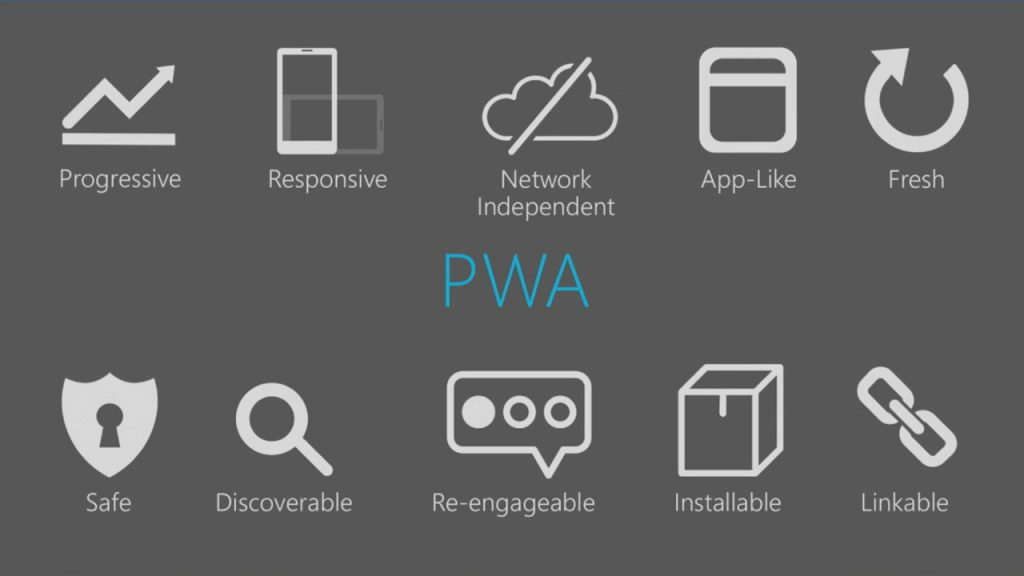 Progressive
Responsive
Network
Independent
App-Like
Fresh
PWA
Safe
Discoverable
Re-engageable
Installable
Linkable